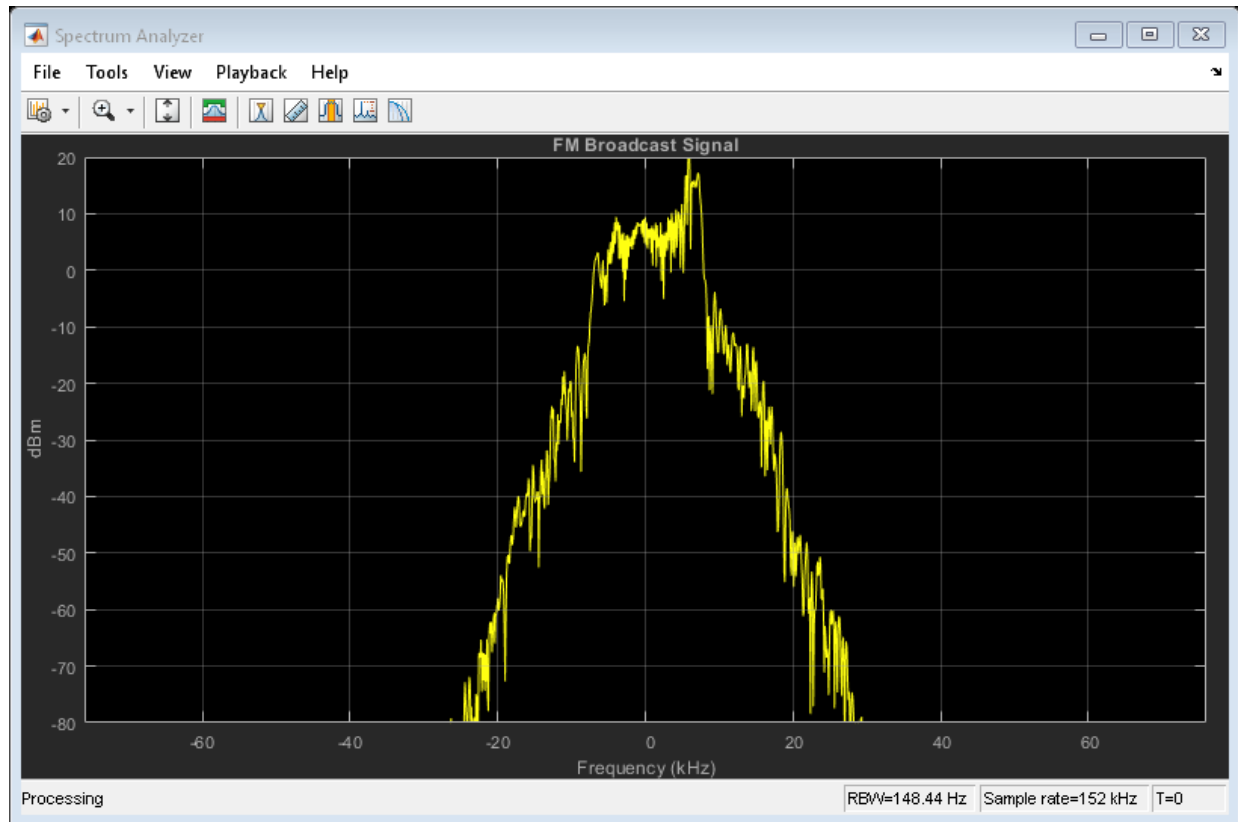 Spectrum Analyzer
File Tools View Playback Help
FM Broadcast Signal
20
10
0
-10
-20
-30
-40
-50
-60
-70
-80
dBm
-60 -40 -20 0 20 40 60
Frequency (kHz)
Processing RBW=148.44 Hz Sample rate=152 kHz T=0